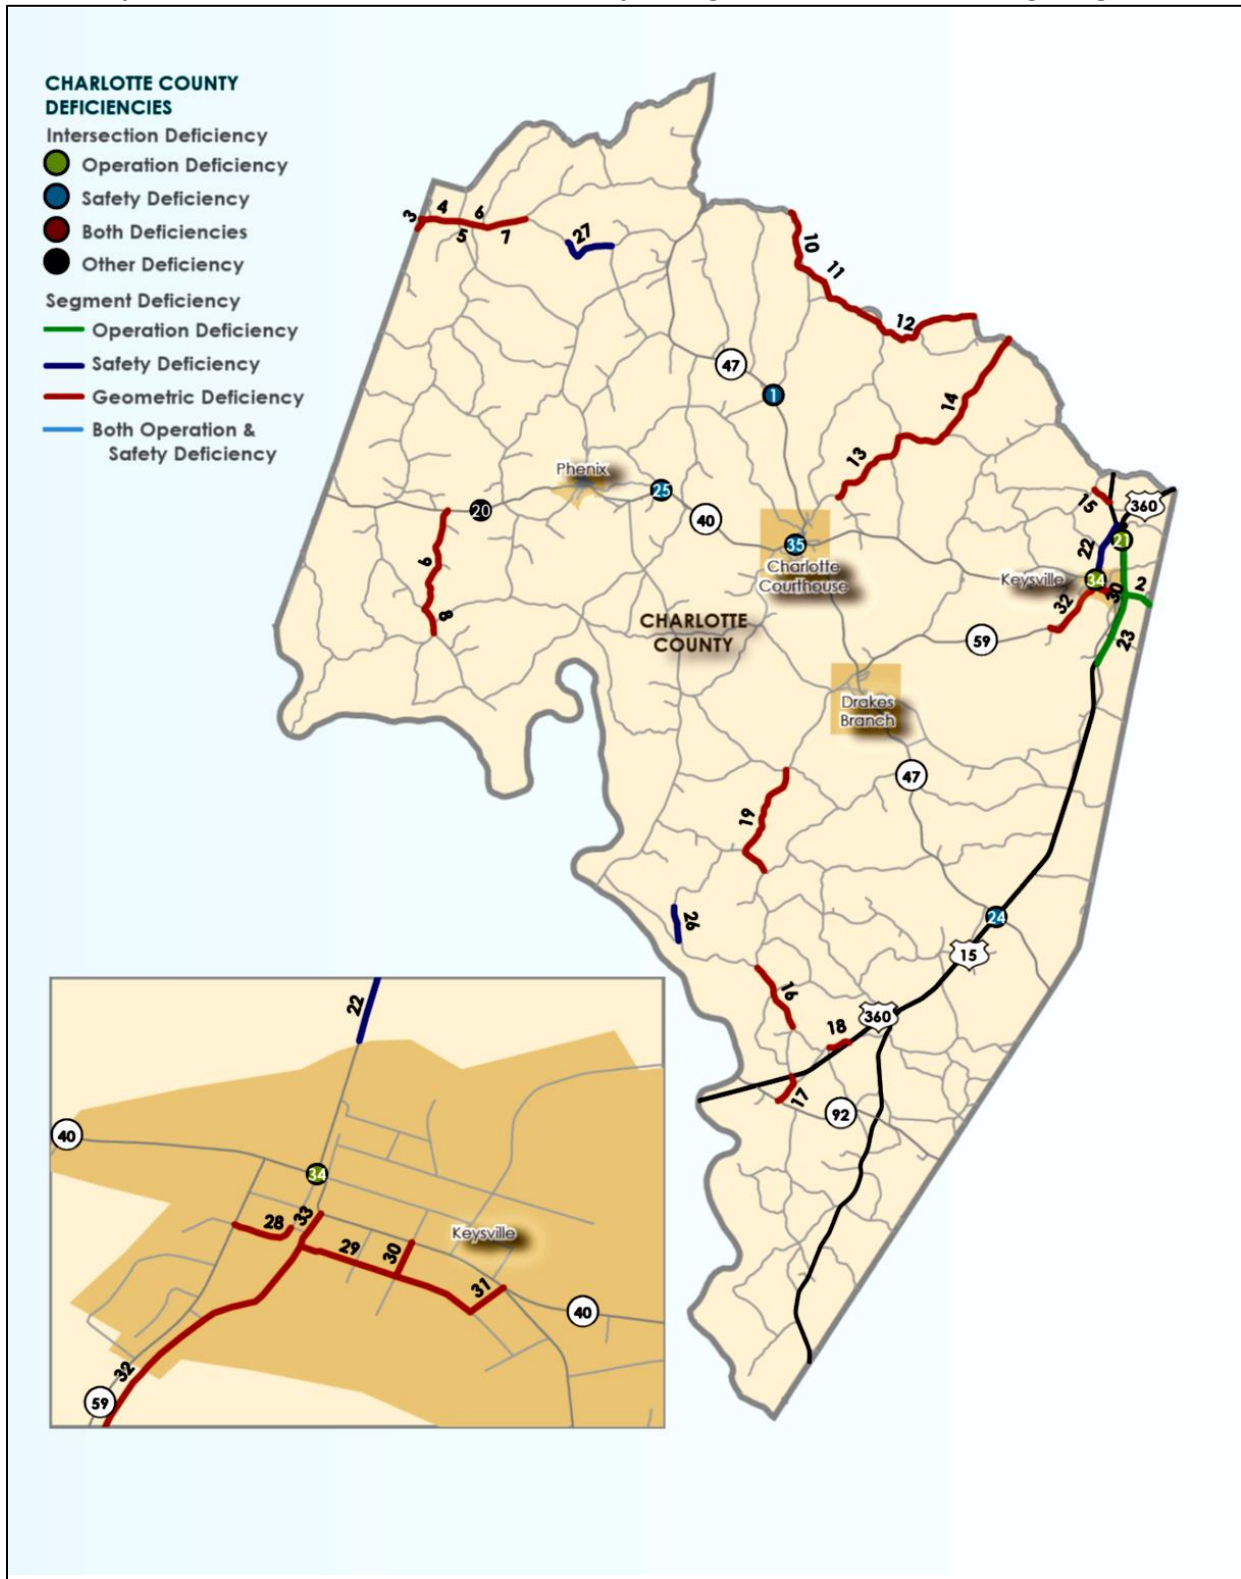 CHARLOTTE COUNTY
DEFICIENCIES
Intersection Deficiency
Operation Deficiency
Safety Deficiency
Both Deficiencies
Other Deficiency
Segment Deficiency
Operation Deficiency
Safety Deficiency
Geometric Deficiency
Both Operation &
Safety Deficiency
3
4
6
5
7
27
10
11
12
47
1
14
13
Phenix
25
20
40
35
Charlotte
Courthouse
15
360
21
22
34
Keysville
30
2
32
23
9
8
CHARLOTTE
COUNTY
59
Drakes
Branch
47
19
26
24
15
16
18
360
17
92
22
40
34
28
33
29
30
Keysville
31
40
32
59